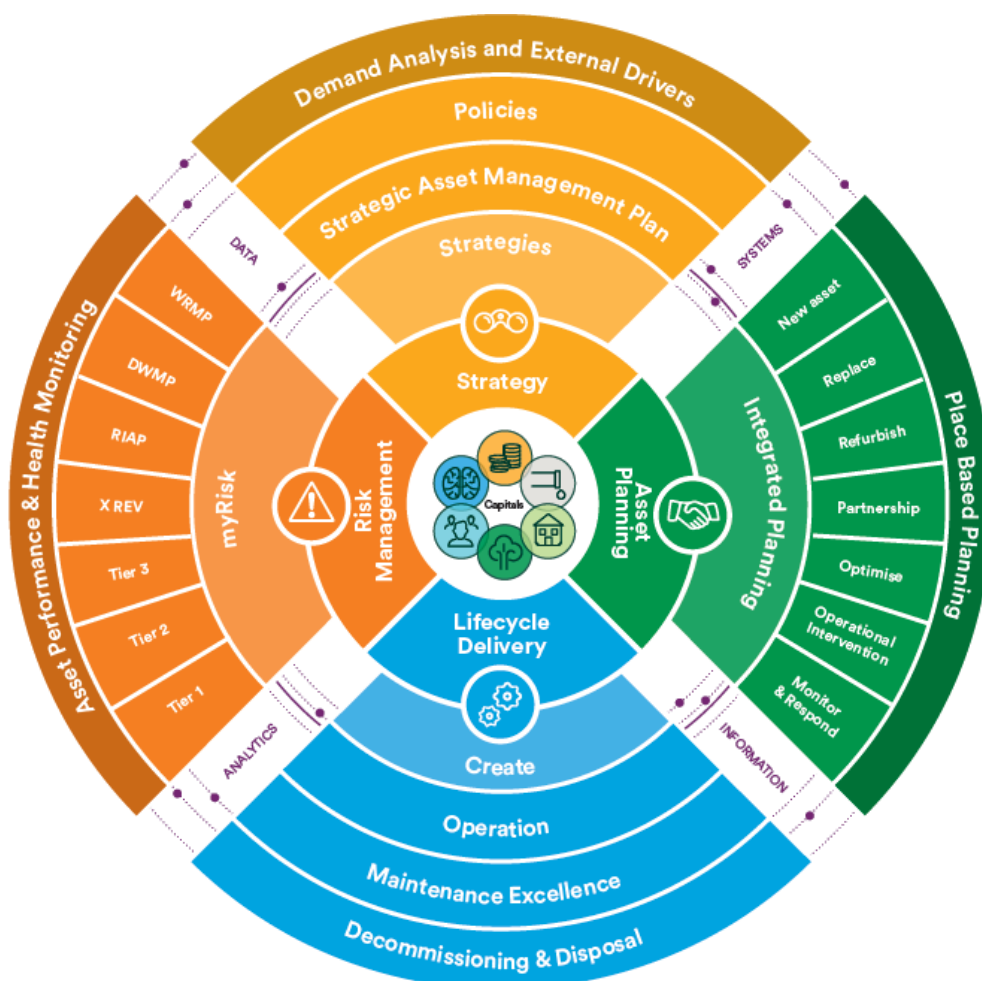 Demand Analysis and External Drivers
Policies
Strategic Asset Management Plan
Strategies
Strategy
DATA
SYSTEMS
Asset Performance & Health Monitoring
WRMP
DWMP
RIAP
X REV
Tier 3
Tier 2
Tier 1
myRisk
Risk
Management
Capitals
Asset
Planning
Integrated Planning
New asset
Replace
Refurbish
Partnership
Optimise
Operational
Intervention
Monitor
& Respond
Place Based Planning
ANALYTICS
INFORMATION
Lifecycle
Delivery
Create
Operation
Maintenance Excellence
Decommissioning & Disposal